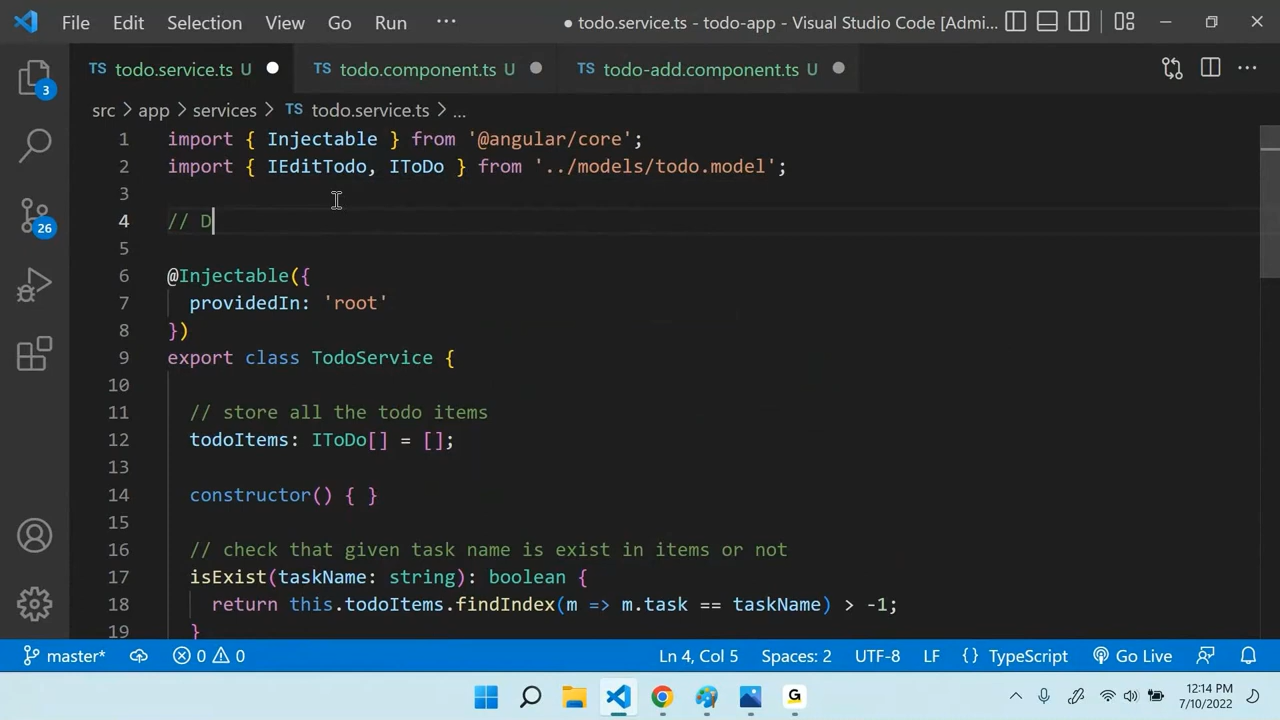 File Edit Selection View Go Run ··· ● todo.service.ts - todo-app - Visual Studio Code [Admi...
TS todo.service.ts U ● TS todo.component.ts U ● TS todo-add.component.ts U ● ···
3
src > app > services > TS todo.service.ts > ...
1 import { Injectable } from '@angular/core';
2 import { IEditTodo, IToDo } from '../models/todo.model';
3
4 // D
26
5
6 @Injectable({
7 providedIn: 'root'
8 })
9 export class TodoService {
10
11 // store all the todo items
12 todoItems: IToDo[] = [];
13
14 constructor() { }
15
16 // check that given task name is exist in items or not
17 isExist(taskName: string): boolean {
18 return this.todoItems.findIndex(m => m.task == taskName) > -1;
19 }
master* 0 0 Ln 4, Col 5 Spaces: 2 UTF-8 LF {} TypeScript Go Live
G
12:14 PM
7/10/2022